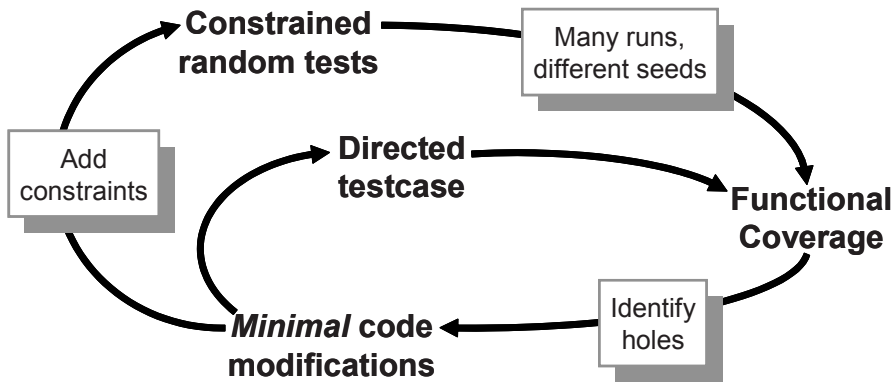 Constrained
random tests
Many runs,
different seeds
Add
constraints
Directed
testcase
Functional
Coverage
Identify
holes
Minimal code
modifications